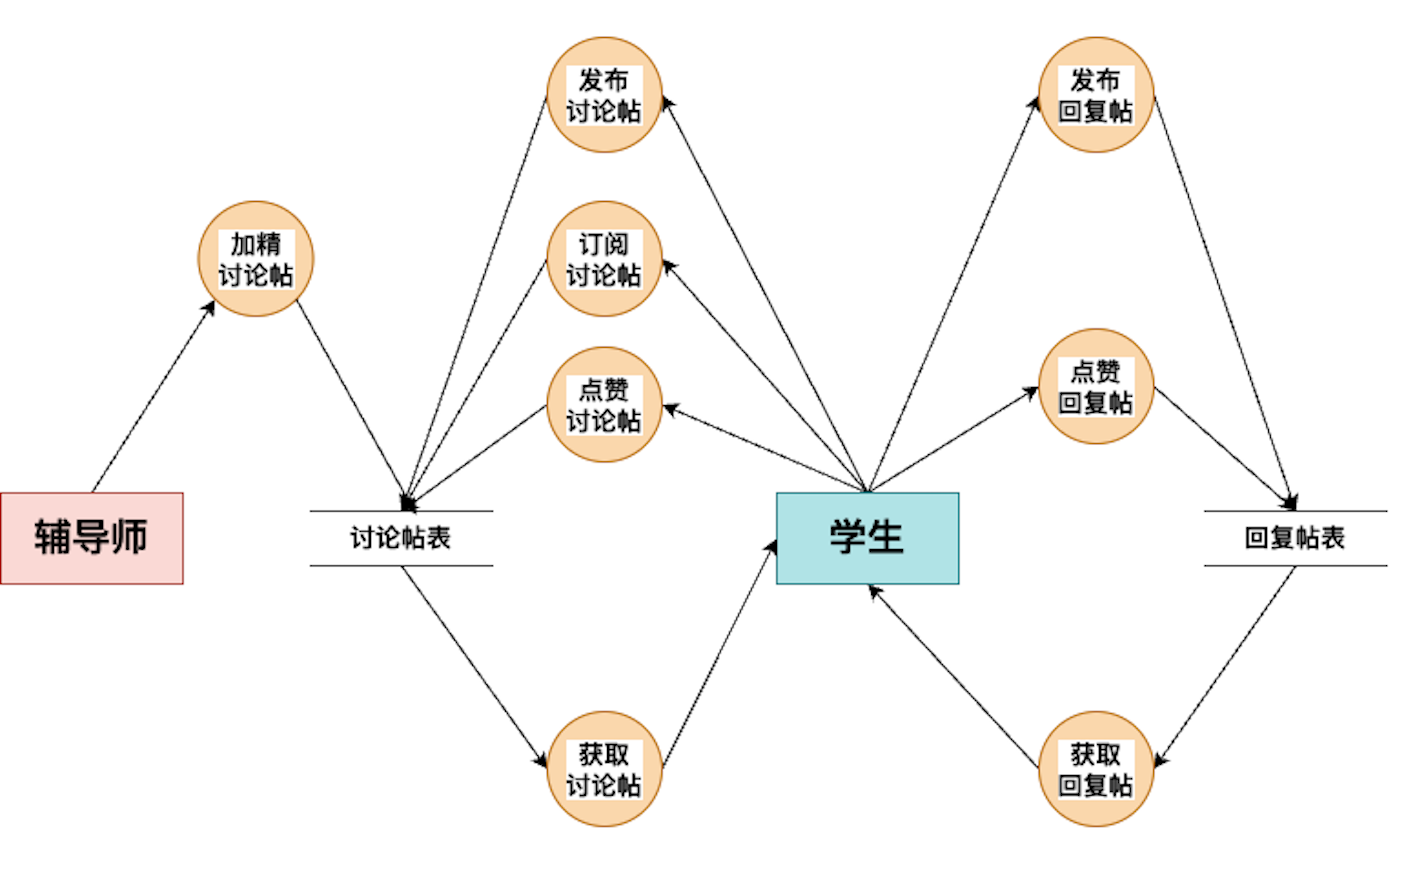 发布
讨论帖
发布
回复帖
加精
讨论帖
订阅
讨论帖
点赞
讨论帖
点赞
回复帖
辅导师
讨论帖表
学生
回复帖表
获取
讨论帖
获取
回复帖